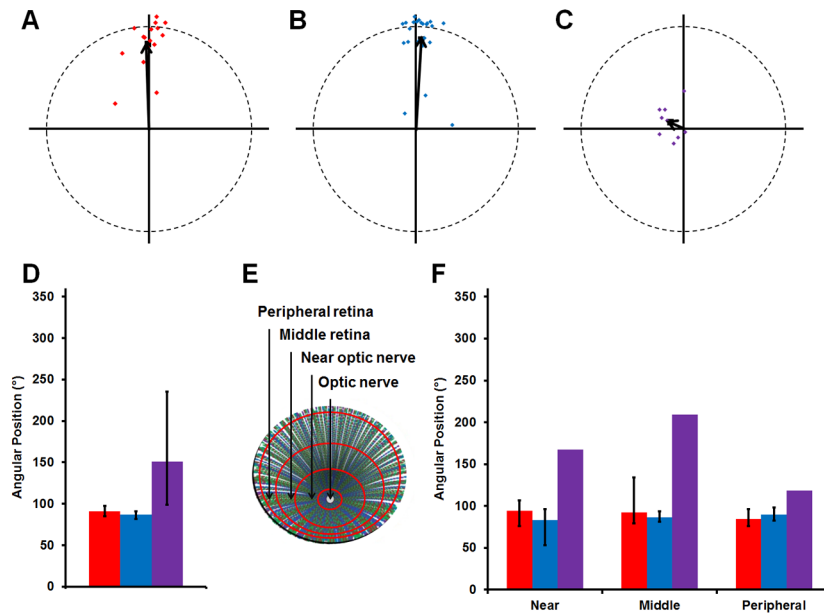 A
B
C
D
350
300
250
200
150
100
50
0
Angular Position (°)
E
Peripheral retina
Middle retina
Near optic nerve
Optic nerve
F
350
300
250
200
150
100
50
0
Angular Position (°)
Near
Middle
Peripheral